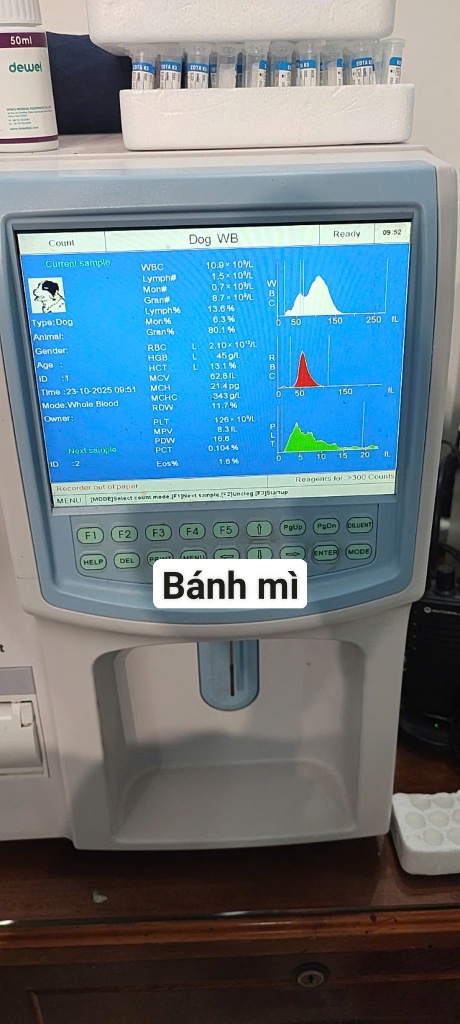 50ml
dewei
EDTA K3
Count Dog WB Ready 09:52
Current sample
Type:Dog
Animal:
Gender:
Age :
ID :1
Time :23-10-2025 09:51
Mode:Whole Blood
Owner:
Next sample
ID :2
WBC 10.9× 10⁹/L
Lymph# 1.5× 10⁹/L
Mon# 0.7× 10⁹/L
Gran# 8.7× 10⁹/L
Lymph% 13.6 %
Mon% 6.3 %
Gran% 80.1 %
RBC L 2.10× 10¹²/L
HGB L 45 g/L
HCT L 13.1 %
MCV 62.8 fL
MCH 21.4 pg
MCHC 343 g/L
RDW 11.7 %
PLT 126× 10⁹/L
MPV 8.3 fL
PDW 16.6
PCT 0.104 %
Eos% 1.6 %
WBC
0 50 150 250 fL
RBC
0 50 150 fL
PLT
0 5 10 20 fL
Recorder out of paper Reagents for ≥300 Counts
MENU [MODE]Select count mode,[F1]Next sample,[F2]Unclog,[F3]Startup
F1 F2 F3 F4 F5 ⇧ PgUp PgDn DILUENT
HELP DEL PRINT MENU ⇦ ⇩ ⇨ ENTER MODE
Bánh mì